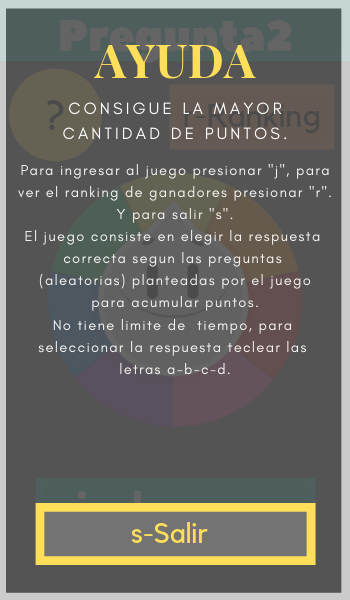 Pregunta2
AYUDA
?
r-Ranking
CONSIGUE LA MAYOR
CANTIDAD DE PUNTOS.
Para ingresar al juego presionar "j", para
ver el ranking de ganadores presionar "r".
Y para salir "s".
El juego consiste en elegir la respuesta
correcta segun las preguntas
(aleatorias) planteadas por el juego
para acumular puntos.
No tiene limite de tiempo, para
seleccionar la respuesta teclear las
letras a-b-c-d.
s-Salir